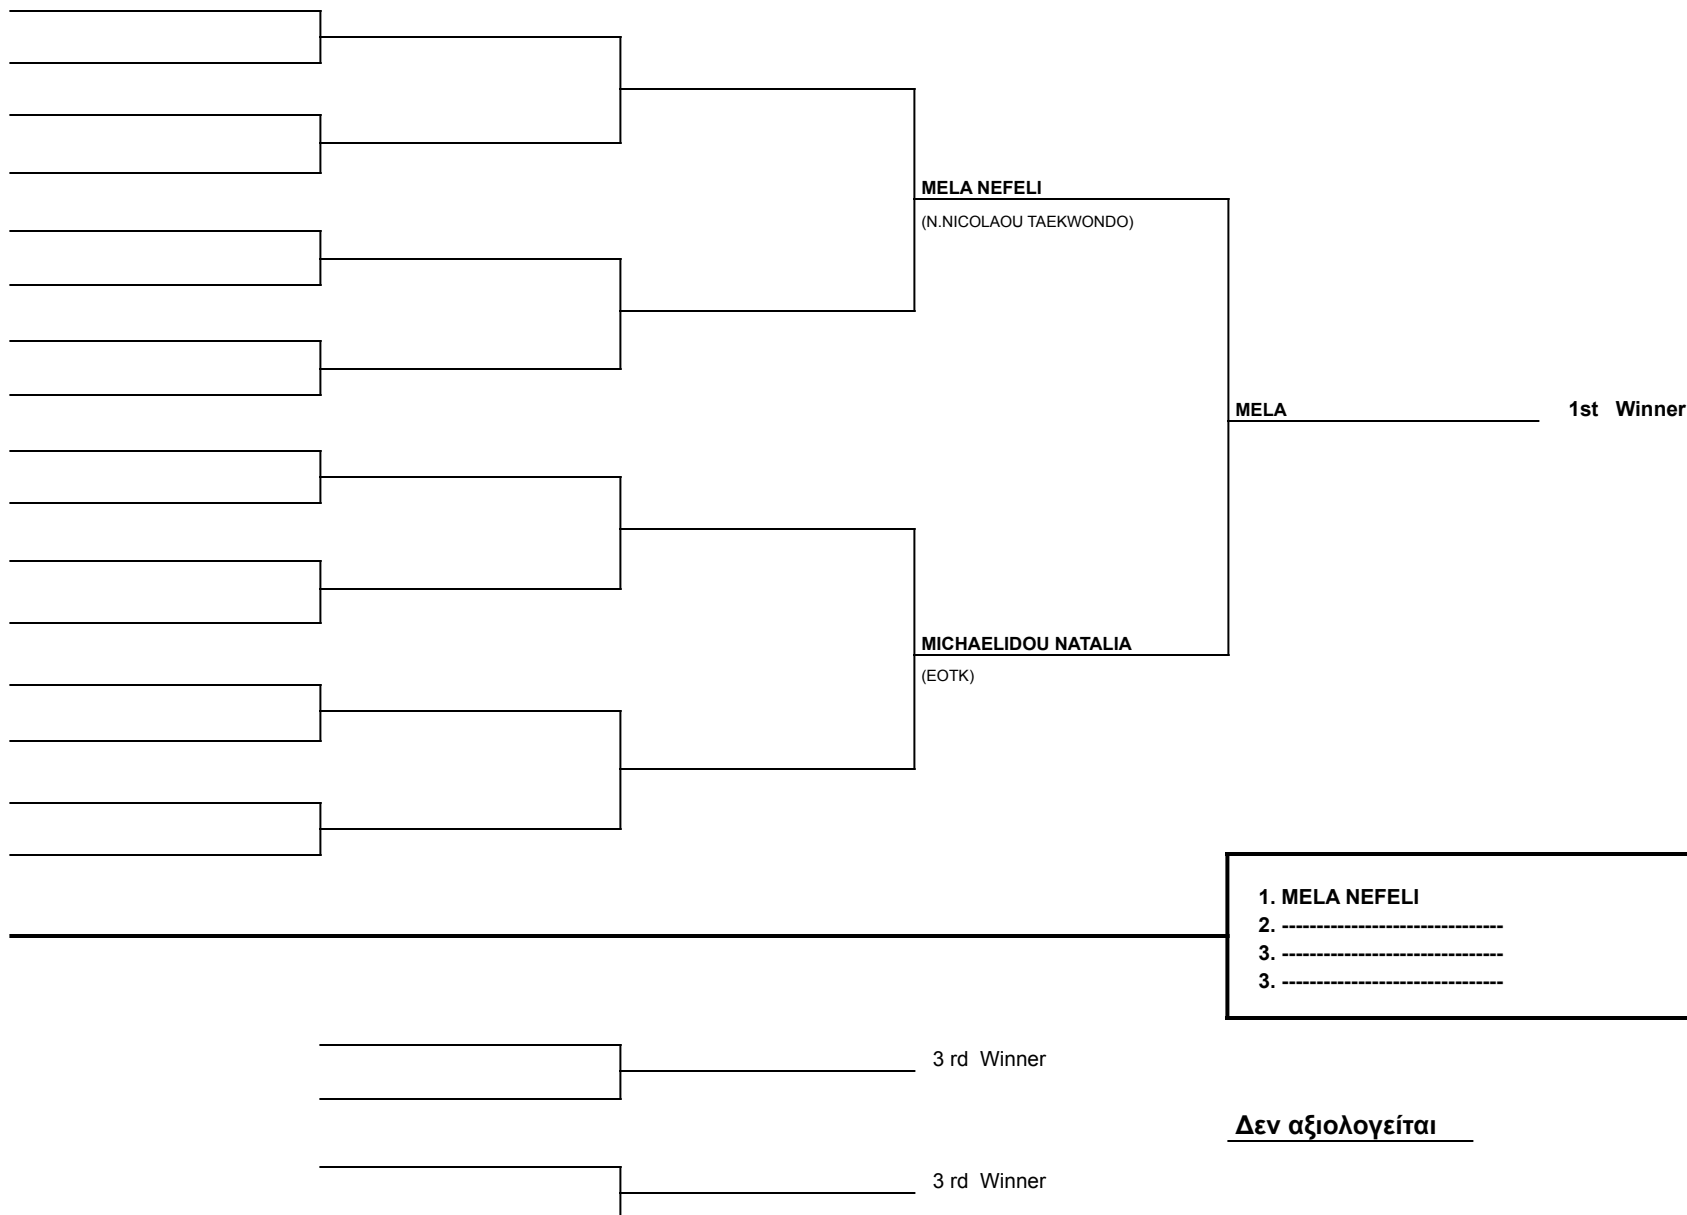 MELA NEFELI
(N.NICOLAOU TAEKWONDO)
MELA
1st Winner
MICHAELIDOU NATALIA
(EOTK)
1. MELA NEFELI
2. --------------------------------
3. --------------------------------
3. --------------------------------
3 rd Winner
Δεν αξιολογείται
3 rd Winner